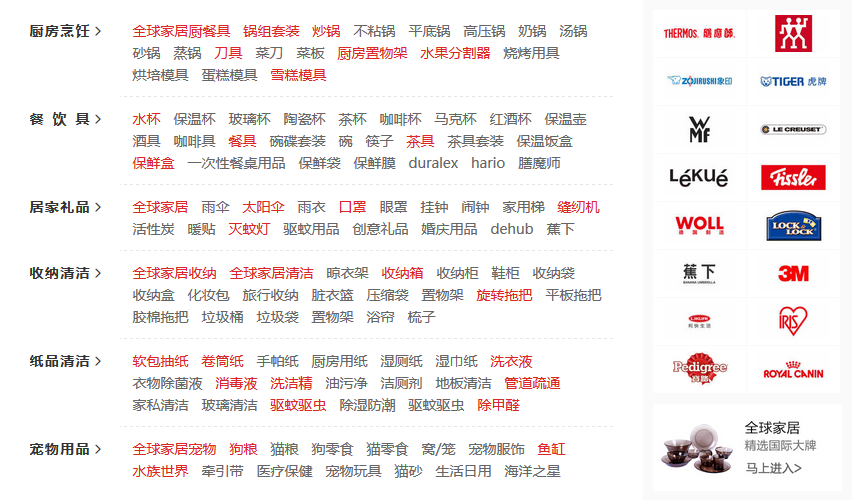 厨房烹饪 >
全球家居厨餐具 锅组套装 炒锅 不粘锅 平底锅 高压锅 奶锅 汤锅
砂锅 蒸锅 刀具 菜刀 菜板 厨房置物架 水果分割器 烧烤用具
烘培模具 蛋糕模具 雪糕模具
餐 饮 具 >
水杯 保温杯 玻璃杯 陶瓷杯 茶杯 咖啡杯 马克杯 红酒杯 保温壶
酒具 咖啡具 餐具 碗碟套装 碗 筷子 茶具 茶具套装 保温饭盒
保鲜盒 一次性餐桌用品 保鲜袋 保鲜膜 duralex hario 膳魔师
居家礼品 >
全球家居 雨伞 太阳伞 雨衣 口罩 眼罩 挂钟 闹钟 家用梯 缝纫机
活性炭 暖贴 灭蚊灯 驱蚊用品 创意礼品 婚庆用品 dehub 蕉下
收纳清洁 >
全球家居收纳 全球家居清洁 晾衣架 收纳箱 收纳柜 鞋柜 收纳袋
收纳盒 化妆包 旅行收纳 脏衣篮 压缩袋 置物架 旋转拖把 平板拖把
胶棉拖把 垃圾桶 垃圾袋 置物架 浴帘 梳子
纸品清洁 >
软包抽纸 卷筒纸 手帕纸 厨房用纸 湿厕纸 湿巾纸 洗衣液
衣物除菌液 消毒液 洗洁精 油污净 洁厕剂 地板清洁 管道疏通
家私清洁 玻璃清洁 驱蚊驱虫 除湿防潮 驱蚊驱虫 除甲醛
宠物用品 >
全球家居宠物 狗粮 猫粮 狗零食 猫零食 窝/笼 宠物服饰 鱼缸
水族世界 牵引带 医疗保健 宠物玩具 猫砂 生活日用 海洋之星
THERMOS. 膳魔師.
ZOJIRUSHI 象印
TIGER 虎牌
WMF
LE CREUSET
Lékué
Fissler
WOLL
德国制造
LOCK&LOCK
蕉下
BANANA UMBRELLA
3M
LIKUAI
利快生活
IRIS
Pedigree
宝路
ROYAL CANIN
全球家居
精选国际大牌
马上进入>